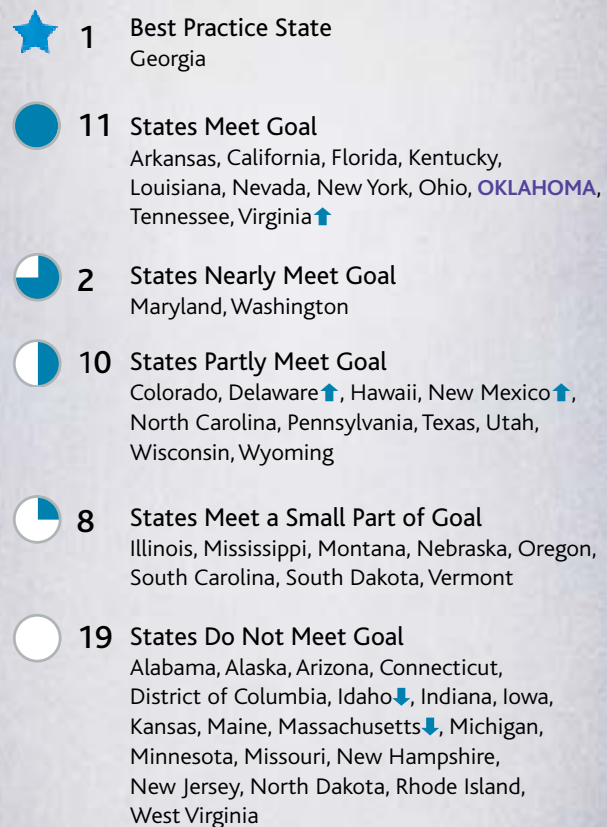 1 Best Practice State
Georgia
11 States Meet Goal
Arkansas, California, Florida, Kentucky,
Louisiana, Nevada, New York, Ohio, OKLAHOMA,
Tennessee, Virginia⬆
2 States Nearly Meet Goal
Maryland, Washington
10 States Partly Meet Goal
Colorado, Delaware⬆, Hawaii, New Mexico⬆,
North Carolina, Pennsylvania, Texas, Utah,
Wisconsin, Wyoming
8 States Meet a Small Part of Goal
Illinois, Mississippi, Montana, Nebraska, Oregon,
South Carolina, South Dakota, Vermont
19 States Do Not Meet Goal
Alabama, Alaska, Arizona, Connecticut,
District of Columbia, Idaho⬇, Indiana, Iowa,
Kansas, Maine, Massachusetts⬇, Michigan,
Minnesota, Missouri, New Hampshire,
New Jersey, North Dakota, Rhode Island,
West Virginia